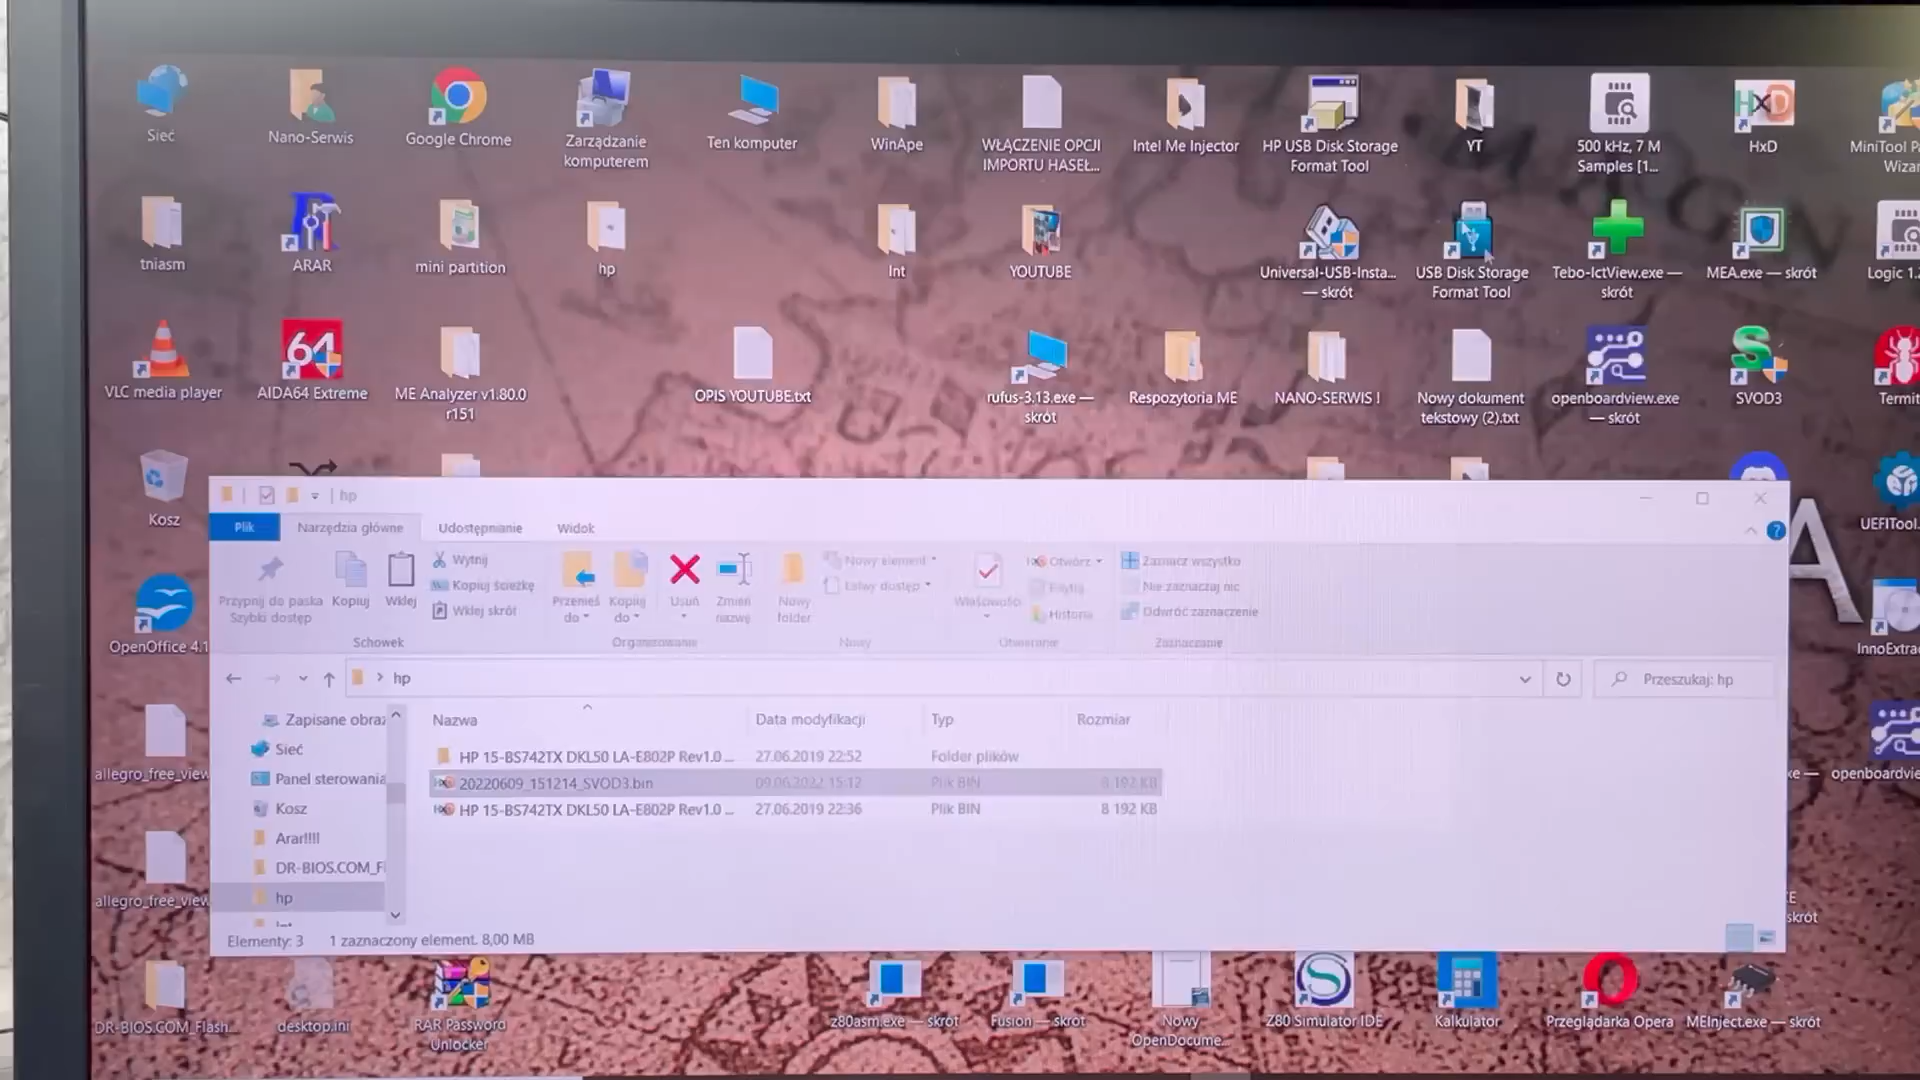 Sieć
Nano-Serwis
Google Chrome
Zarządzanie
komputerem
Ten komputer
WinApe
WŁĄCZENIE OPCJI
IMPORTU HASEŁ...
Intel Me Injector
HP USB Disk Storage
Format Tool
YT
500 kHz, 7 M
Samples [1...
HxD
MiniTool Pa
Wizar
tniasm
ARAR
mini partition
hp
Int
YOUTUBE
Universal-USB-Insta...
— skrót
USB Disk Storage
Format Tool
Tebo-IctView.exe —
skrót
MEA.exe — skrót
Logic 1.2
64
VLC media player
AIDA64 Extreme
ME Analyzer v1.80.0
r151
OPIS YOUTUBE.txt
rufus-3.13.exe —
skrót
Respozytoria ME
NANO-SERWIS !
Nowy dokument
tekstowy (2).txt
openboardview.exe
— skrót
SVOD3
Termit
Kosz
UEFITool.
OpenOffice 4.1
InnoExtrac
allegro_free_view
openboardvie
allegro_free_view
skrót
hp
Plik
Narzędzia główne
Udostępnianie
Widok
Przypnij do paska
Szybki dostęp
Kopiuj
Wklej
Wytnij
Kopiuj ścieżkę
Wklej skrót
Schowek
Przenieś
do
Kopiuj
do
Usuń
Zmień
nazwę
Organizowanie
Nowy
folder
Nowy element
Łatwy dostęp
Nowy
Właściwości
Otwórz
Edytuj
Historia
Otwieranie
Zaznacz wszystko
Nie zaznaczaj nic
Odwróć zaznaczenie
Zaznaczanie
hp
Przeszukaj: hp
Zapisane obraz
Sieć
Panel sterowania
Kosz
Arar!!!!
DR-BIOS.COM_Fl
hp
Nazwa
Data modyfikacji
Typ
Rozmiar
HP 15-BS742TX DKL50 LA-E802P Rev1.0 ...
27.06.2019 22:52
Folder plików
20220609_151214_SVOD3.bin
09.06.2022 15:12
Plik BIN
8 192 KB
HP 15-BS742TX DKL50 LA-E802P Rev1.0 ...
27.06.2019 22:36
Plik BIN
8 192 KB
Elementy: 3
1 zaznaczony element. 8,00 MB
DR-BIOS.COM_Flash...
desktop.ini
RAR Password
Unlocker
z80asm.exe — skrót
Fusion — skrót
Nowy
OpenDocume...
Z80 Simulator IDE
Kalkulator
Przeglądarka Opera
MEInject.exe — skrót